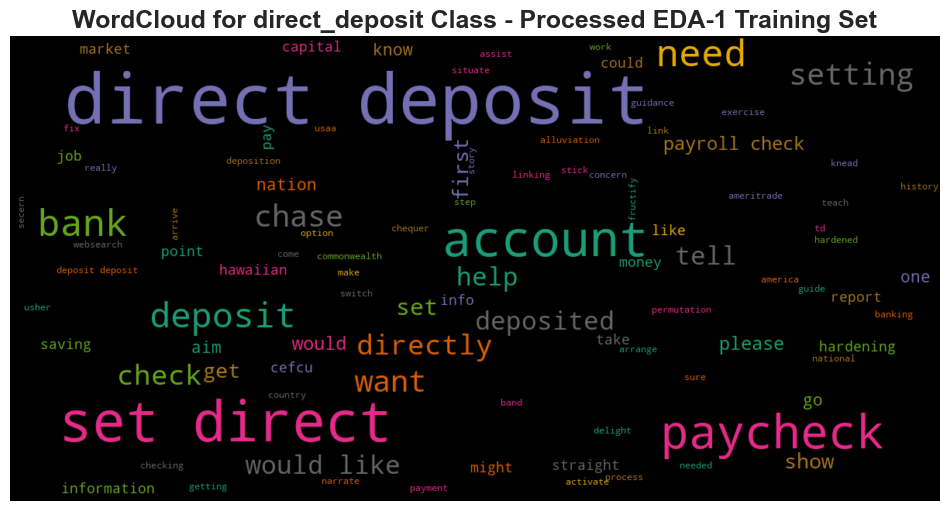 WordCloud for direct_deposit Class - Processed EDA-1 Training Set
market
capital
know
assist
work
need
situate
could
setting
direct deposit
guidance
exercise
fix
pay
usaa
alluviation
link
payroll check
job
first
story
really
deposition
linking
stick
concern
knead
nation
ameritrade
history
fructify
step
teach
secern
bank
arrive
chase
chequer
account
like
td
option
hardened
websearch
commonwealth
point
come
tell
hawaiian
make
help
money
deposit deposit
america
one
switch
info
guide
report
usher
deposit
set
deposited
permutation
banking
saving
aim
would
directly
take
arrange
please
hardening
national
check
get
cefcu
want
sure
country
go
set direct
band
delight
paycheck
checking
would like
might
straight
needed
show
information
getting
narrate
payment
activate
process